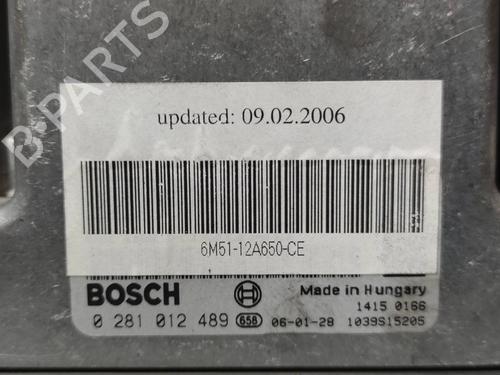 updated: 09.02.2006
6M51-12A650-CE
BOSCH
Made in Hungary
1415 0166
0 281 012 489 658 06-01-28 1039S15205
B-PARTS